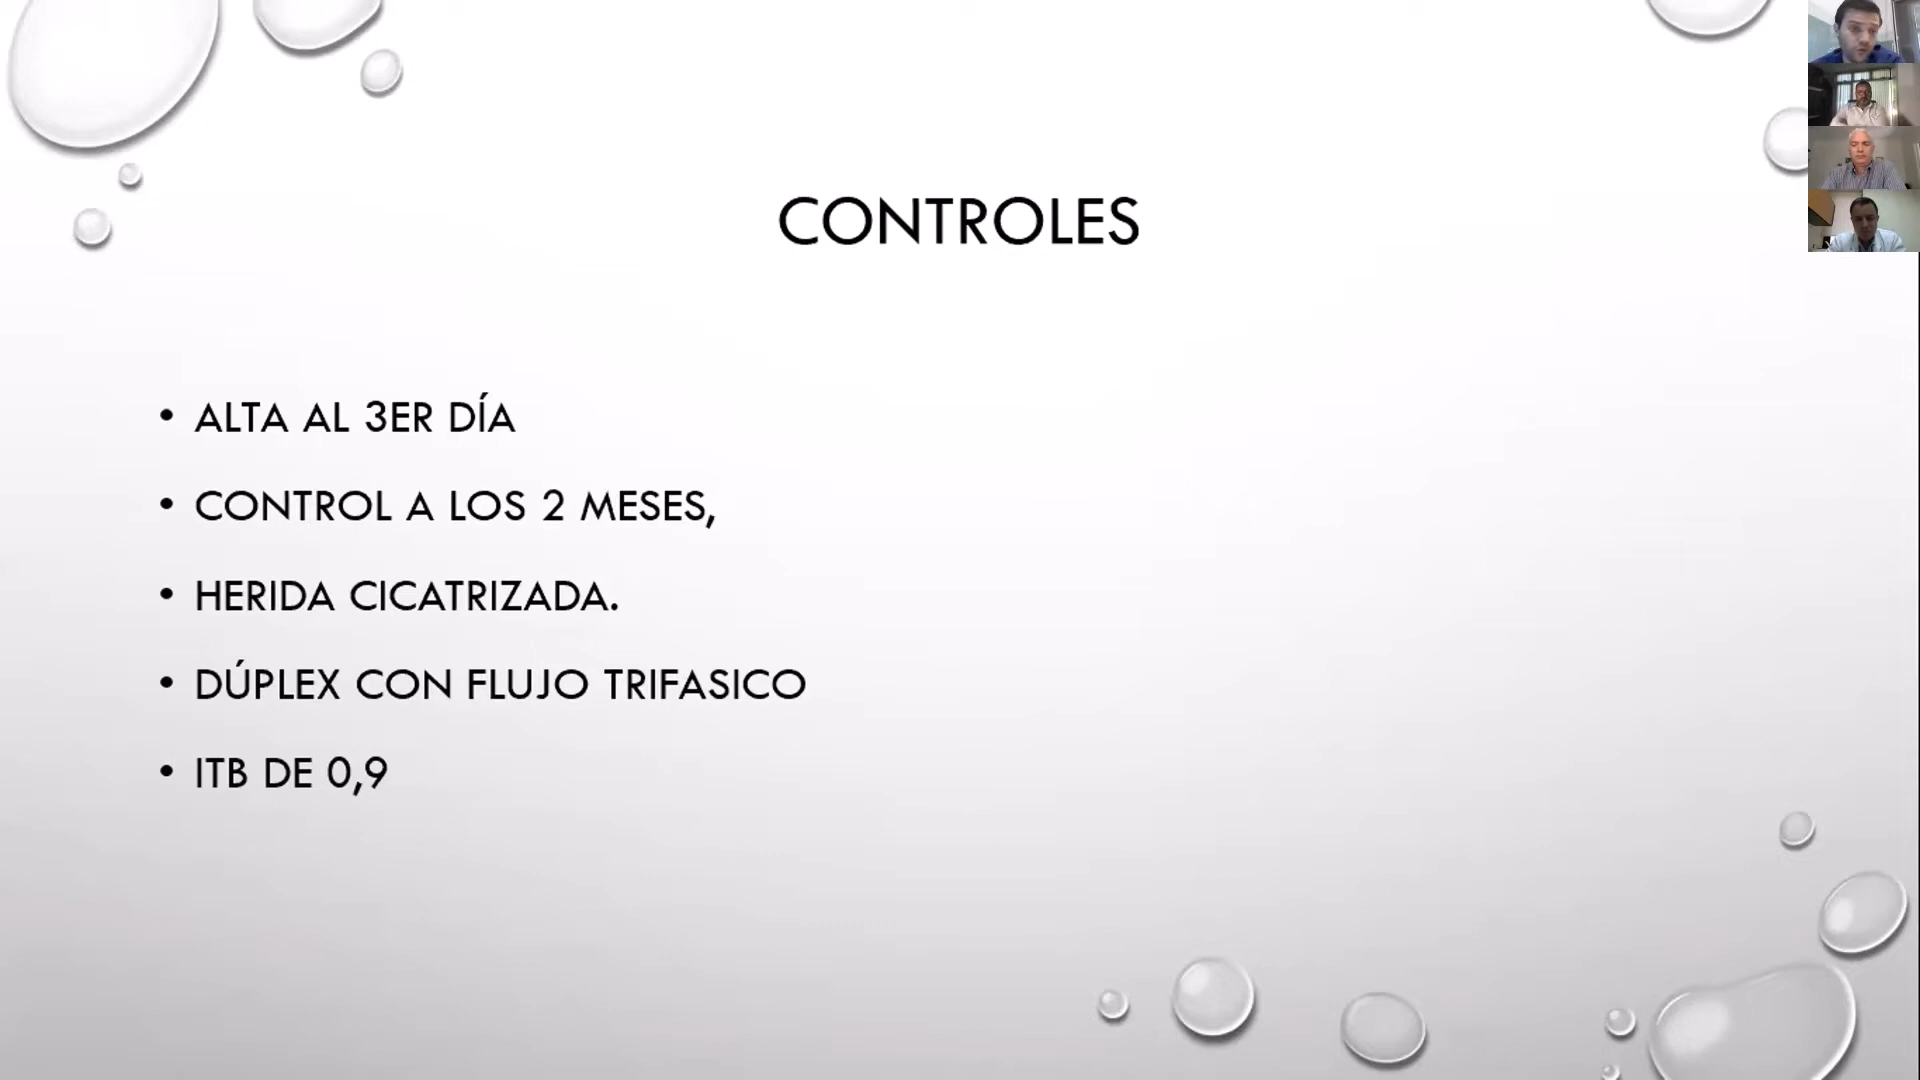 CONTROLES
• ALTA AL 3ER DÍA
• CONTROL A LOS 2 MESES,
• HERIDA CICATRIZADA.
• DÚPLEX CON FLUJO TRIFASICO
• ITB DE 0,9